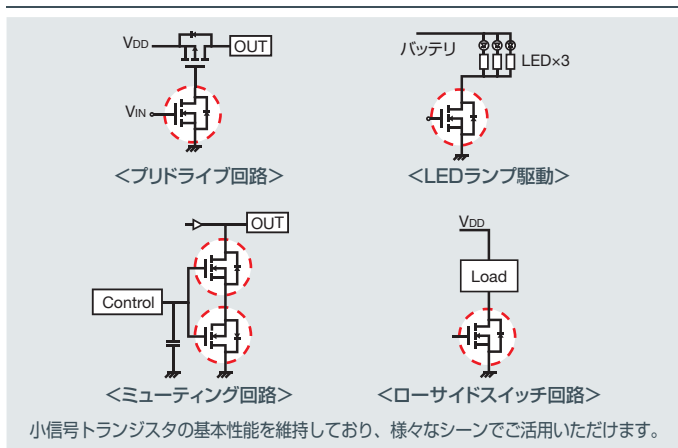 VDD
OUT
VIN
<プリドライブ回路>
バッテリ
LED×3
<LEDランプ駆動>
OUT
Control
<ミューティング回路>
VDD
Load
<ローサイドスイッチ回路>
小信号トランジスタの基本性能を維持しており、様々なシーンでご活用いただけます。